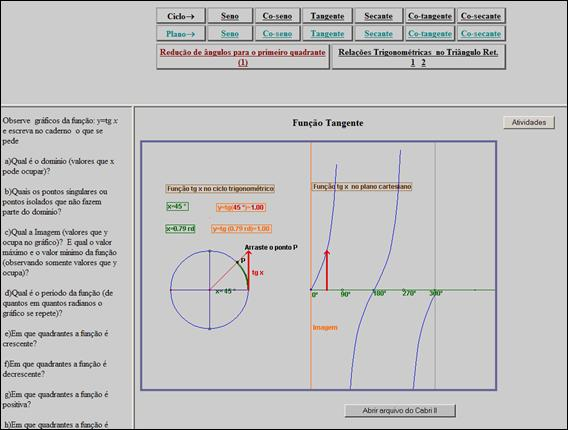 Ciclo→ Seno Co-seno Tangente Secante Co-tangente Co-secante
Plano→ Seno Co-seno Tangente Secante Co-tangente Co-secante
Redução de ângulos para o primeiro quadrante
(1)
Relações Trigonométricas no Triângulo Ret.
1 2
Observe gráficos da função: y=tg x
e escreva no caderno o que se
pede
a)Qual é o dominio (valores que x
pode ocupar)?
b)Quais os pontos singulares ou
pontos isolados que não fazem
parte do dominio?
c)Qual a Imagem (valores que y
ocupa no gráfico)? E qual o valor
máximo e o valor minimo da função
(observando somente valores que y
ocupa)?
d)Qual é o periodo da função (de
quantos em quantos radianos o
gráfico se repete)?
e)Em que quadrantes a função é
crescente?
f)Em que quadrantes a função é
decrescente?
g)Em que quadrantes a função é
positiva?
h)Em que quadrantes a função é
Função Tangente
Atividades
Função tg x no ciclo trigonométrico
Função tg x no plano cartesiano
x=45 °
y=tg(45 °)=1.00
x=0.79 rd
y=tg (0.79 rd)=1.00
Arraste o ponto P
P
tg x
x= 45 °
0° 90° 180° 270° 360°
Imagem
Abrir arquivo do Cabri II